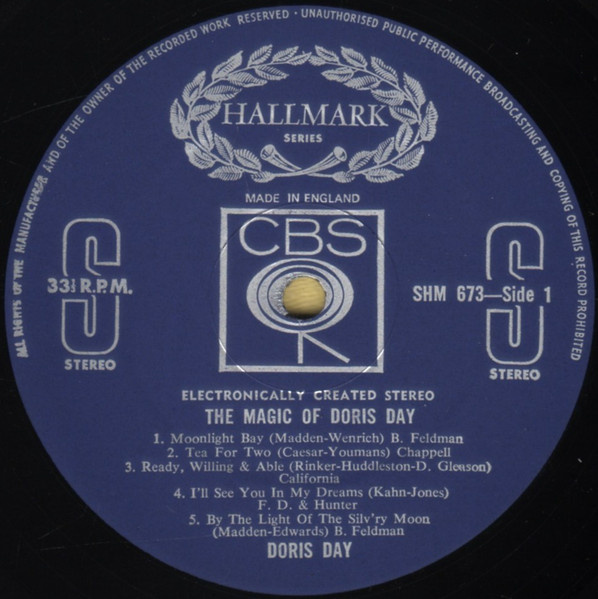 ALL RIGHTS OF THE MANUFACTURER AND OF THE OWNER OF THE RECORDED WORK RESERVED · UNAUTHORISED PUBLIC PERFORMANCE BROADCASTING AND COPYING OF THIS RECORD PROHIBITED
HALLMARK
SERIES
MADE IN ENGLAND
CBS
S
33⅓ R.P.M.
STEREO
SHM 673—Side 1
S
STEREO
ELECTRONICALLY CREATED STEREO
THE MAGIC OF DORIS DAY
1. Moonlight Bay (Madden-Wenrich) B. Feldman
2. Tea For Two (Caesar-Youmans) Chappell
3. Ready, Willing & Able (Rinker-Huddleston-D. Gleason)
California
4. I'll See You In My Dreams (Kahn-Jones)
F. D. & Hunter
5. By The Light Of The Silv'ry Moon
(Madden-Edwards) B. Feldman
DORIS DAY